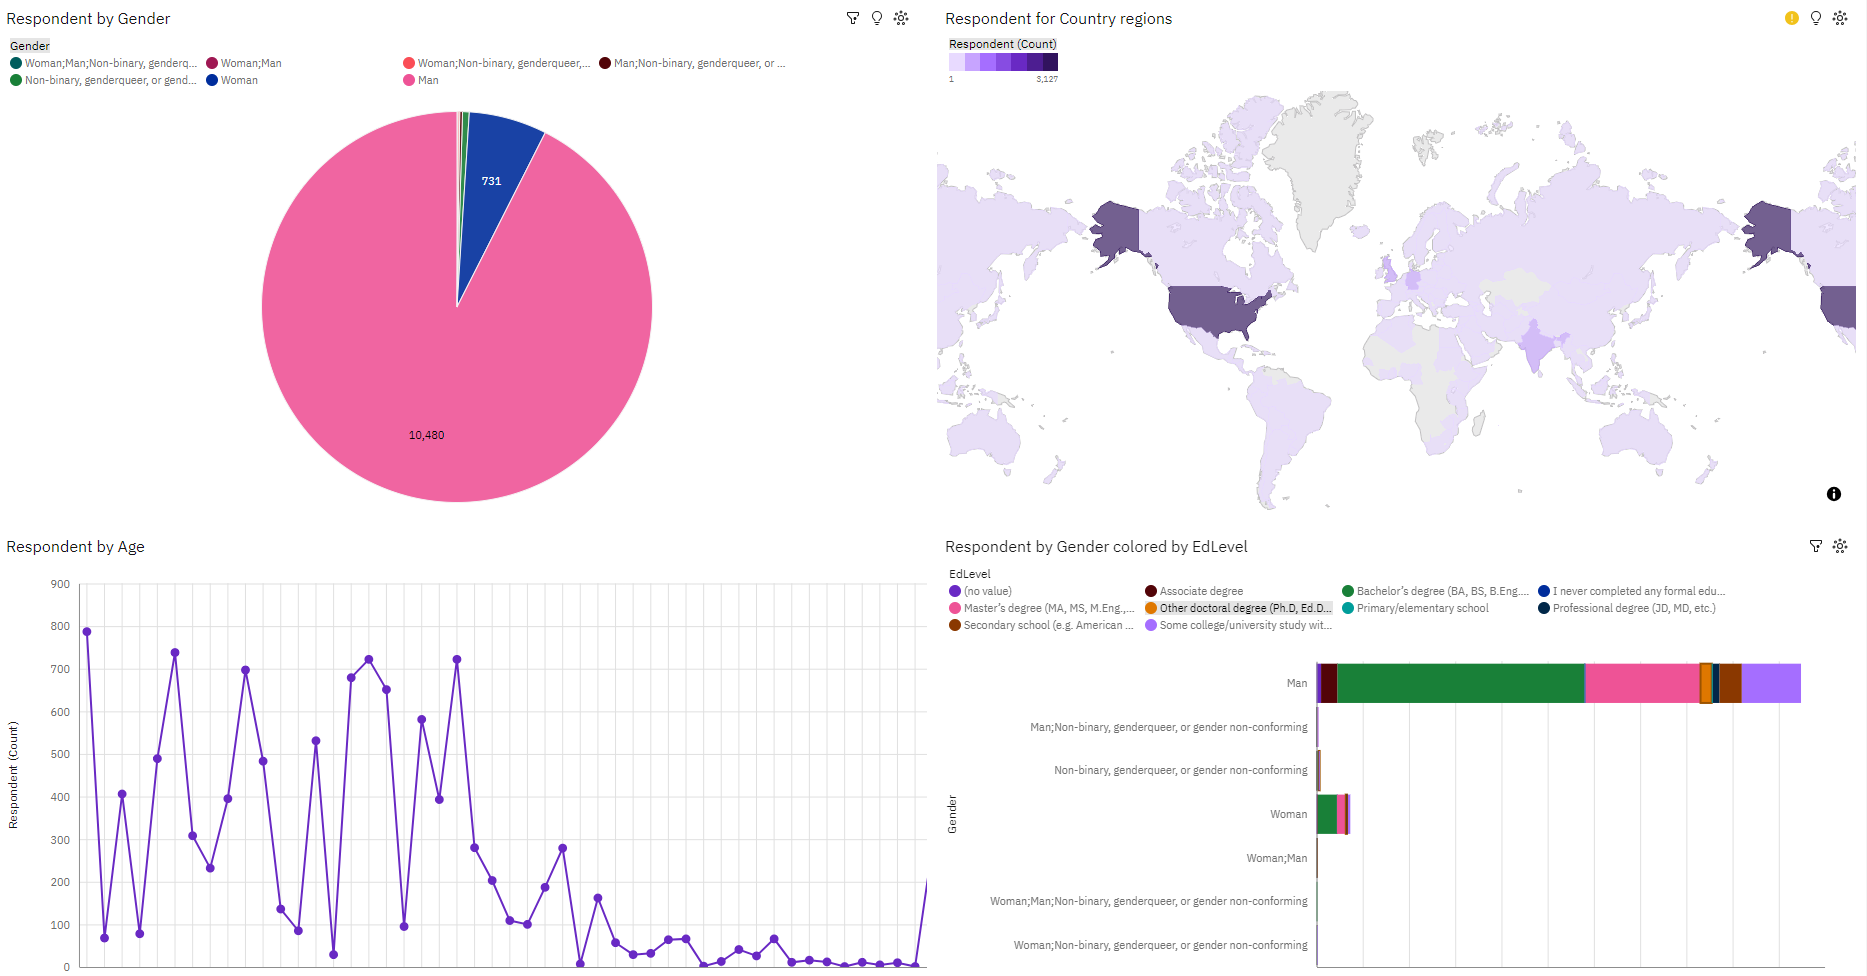 Respondent by Gender
Gender
Woman;Man;Non-binary, genderq...
Woman;Man
Woman;Non-binary, genderqueer,...
Man;Non-binary, genderqueer, or ...
Non-binary, genderqueer, or gend...
Woman
Man
731
10,480
Respondent for Country regions
Respondent (Count)
1
3,127
Respondent by Age
Respondent (Count)
900
800
700
600
500
400
300
200
100
0
Respondent by Gender colored by EdLevel
EdLevel
(no value)
Associate degree
Bachelor's degree (BA, BS, B.Eng....
I never completed any formal edu...
Master's degree (MA, MS, M.Eng.,...
Other doctoral degree (Ph.D, Ed.D...
Primary/elementary school
Professional degree (JD, MD, etc.)
Secondary school (e.g. American ...
Some college/university study wit...
Gender
Man
Man;Non-binary, genderqueer, or gender non-conforming
Non-binary, genderqueer, or gender non-conforming
Woman
Woman;Man
Woman;Man;Non-binary, genderqueer, or gender non-conforming
Woman;Non-binary, genderqueer, or gender non-conforming